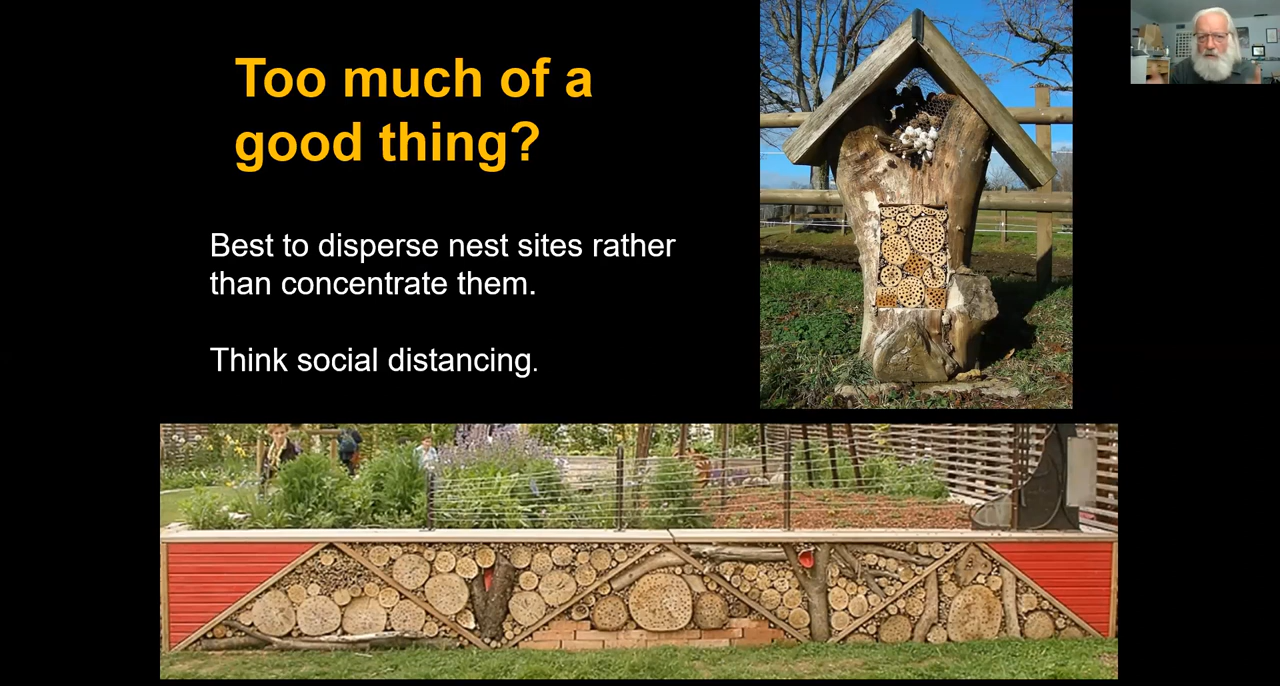 Too much of a
good thing?
Best to disperse nest sites rather
than concentrate them.
Think social distancing.